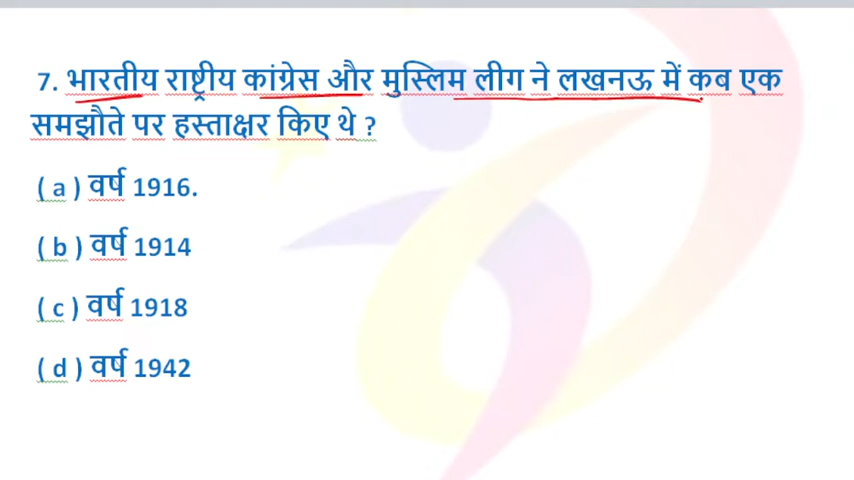 7. भारतीय राष्ट्रीय कांग्रेस और मुस्लिम लीग ने लखनऊ में कब एक
समझौते पर हस्ताक्षर किए थे ?
( a ) वर्ष 1916.
( b ) वर्ष 1914
( c ) वर्ष 1918
( d ) वर्ष 1942